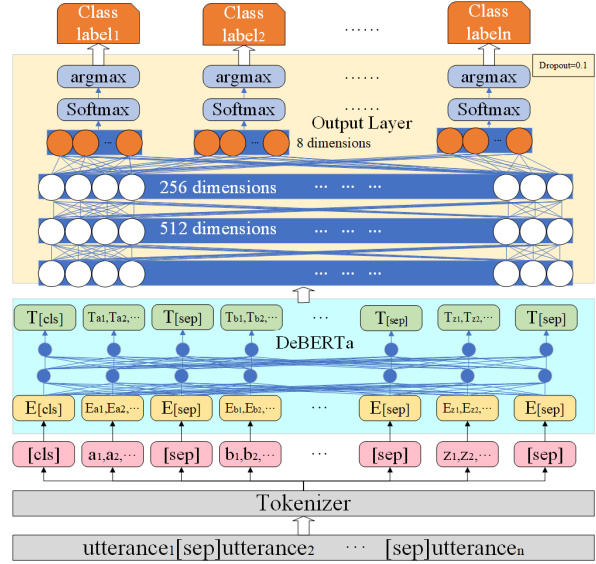 Class label1 Class label2 ······ Class labeln
argmax argmax ······ argmax Dropout=0.1
Softmax Softmax ······ Softmax
Output Layer
··· ··· ···
8 dimensions
256 dimensions ··· ··· ···
512 dimensions ··· ··· ···
··· ··· ···
T[cls] Ta1,Ta2,··· T[sep] Tb1,Tb2,··· ··· T[sep] Tz1,Tz2,··· T[sep]
DeBERTa
E[cls] Ea1,Ea2,··· E[sep] Eb1,Eb2,··· ··· E[sep] Ez1,Ez2,··· E[sep]
[cls] a1,a2,··· [sep] b1,b2,··· ··· [sep] z1,z2,··· [sep]
Tokenizer
utterance1[sep]utterance2 ··· [sep]utterancen